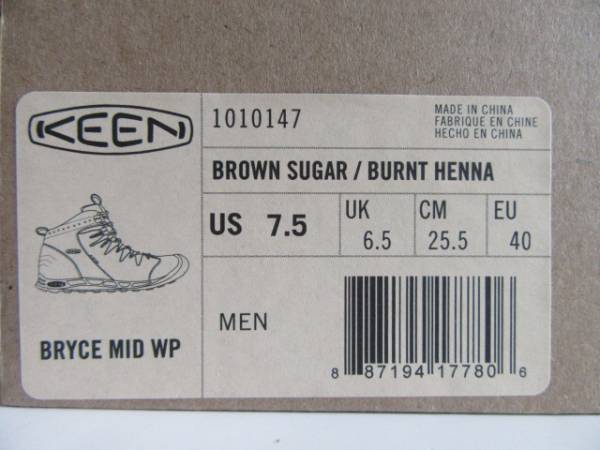 KEEN
1010147
MADE IN CHINA
FABRIQUE EN CHINE
HECHO EN CHINA
BROWN SUGAR / BURNT HENNA
US 7.5
UK 6.5
CM 25.5
EU 40
BRYCE MID WP
MEN
8 87194 17780 6